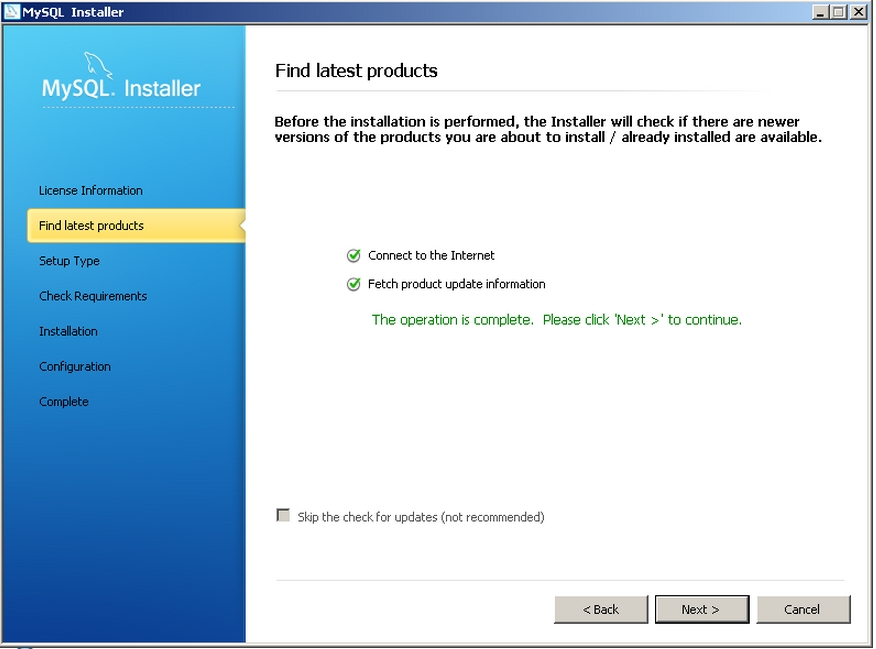 MySQL Installer
MySQL. Installer
License Information
Find latest products
Setup Type
Check Requirements
Installation
Configuration
Complete
Find latest products
Before the installation is performed, the Installer will check if there are newer
versions of the products you are about to install / already installed are available.
Connect to the Internet
Fetch product update information
The operation is complete. Please click 'Next >' to continue.
Skip the check for updates (not recommended)
< Back
Next >
Cancel